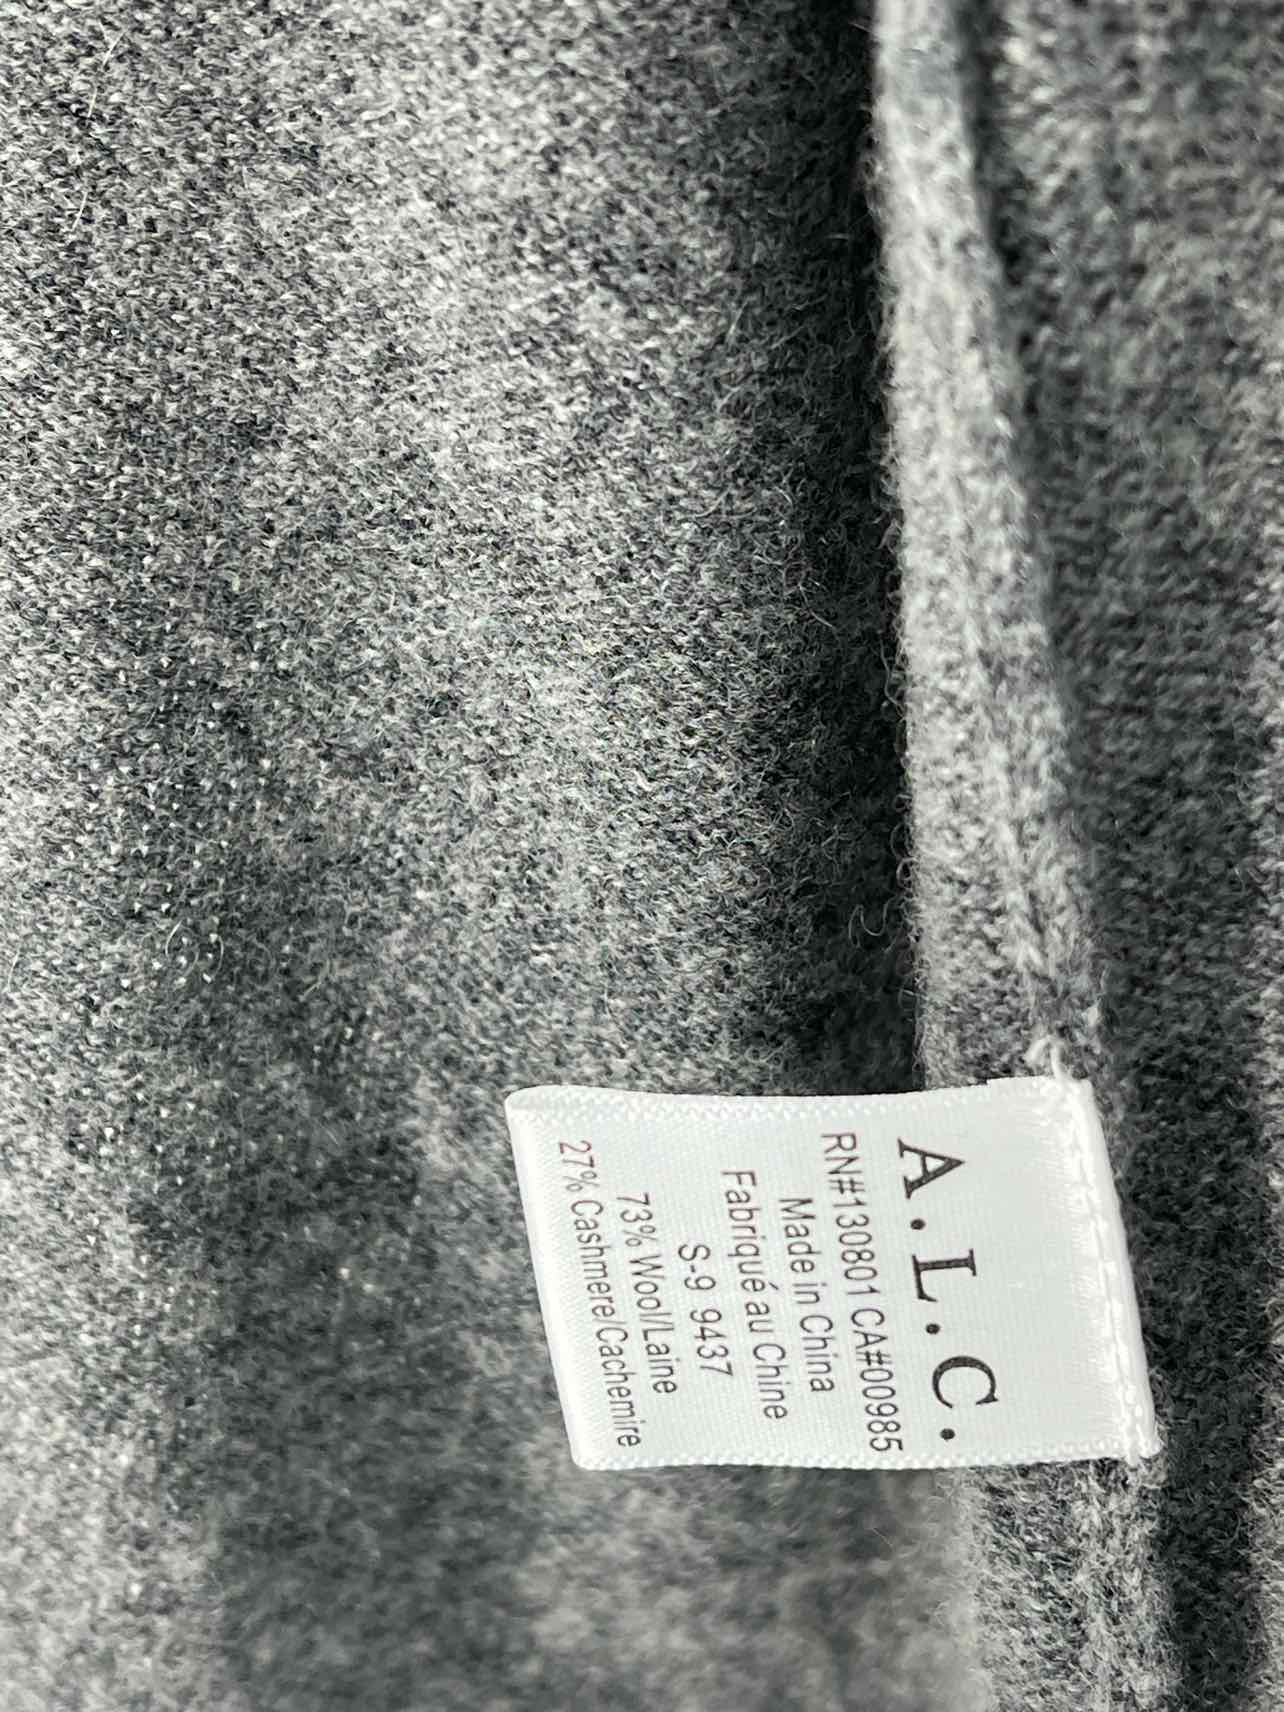 A.L.C.
RN#130801 CA#00985
Made in China
Fabriqué au Chine
S-9 9437
73% Wool/Laine
27% Cashmere/Cachemire